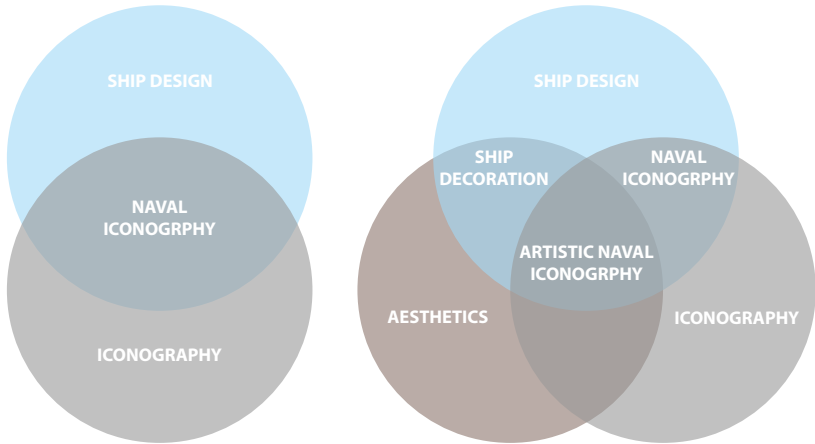 SHIP DESIGN
NAVAL
ICONOGRPHY
ICONOGRAPHY
SHIP DESIGN
SHIP
DECORATION
NAVAL
ICONOGRPHY
ARTISTIC NAVAL
ICONOGRPHY
AESTHETICS
ICONOGRAPHY